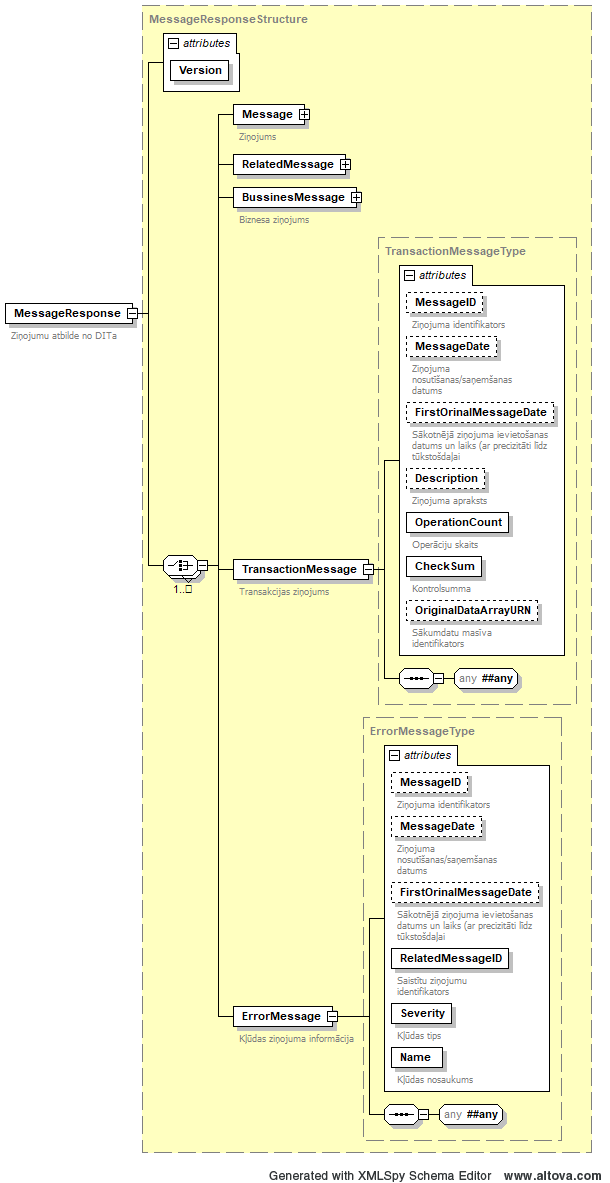 MessageResponseStructure
attributes
Version
Message
Ziņojums
RelatedMessage
BussinesMessage
Biznesa ziņojums
TransactionMessageType
attributes
MessageID
Ziņojuma identifikators
MessageDate
Ziņojuma
nosutīšanas/saņemšanas
datums
FirstOrinalMessageDate
Sākotnējā ziņojuma ievietošanas
datums un laiks (ar precizitāti līdz
tūkstošdaļai
Description
Ziņojuma apraksts
OperationCount
Operāciju skaits
CheckSum
Kontrolsumma
OriginalDataArrayURN
Sākumdatu masīva
identifikators
any ##any
MessageResponse
Ziņojumu atbilde no DITa
1..
TransactionMessage
Transakcijas ziņojums
ErrorMessageType
attributes
MessageID
Ziņojuma identifikators
MessageDate
Ziņojuma
nosutīšanas/saņemšanas
datums
FirstOrinalMessageDate
Sākotnējā ziņojuma ievietošanas
datums un laiks (ar precizitāti līdz
tūkstošdaļai
RelatedMessageID
Saistītu ziņojumu
identifikators
Severity
Kļūdas tips
Name
Kļūdas nosaukums
any ##any
ErrorMessage
Kļūdas ziņojuma informācija
Generated with XMLSpy Schema Editor www.altova.com